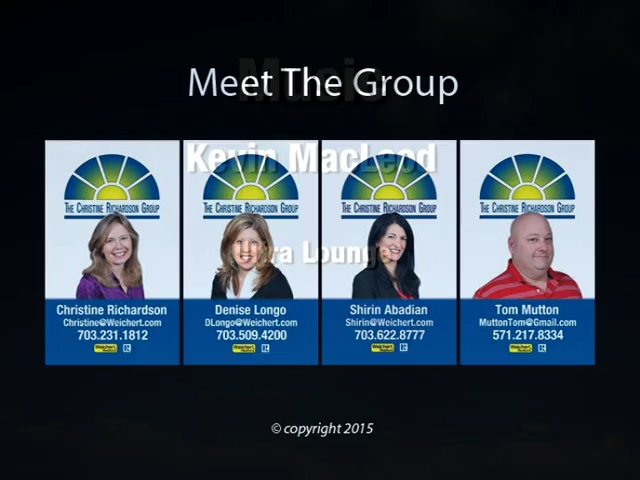 Music
Meet The Group
Kevin MacLeod
THE CHRISTINE RICHARDSON GROUP
THE CHRISTINE RICHARDSON GROUP
THE CHRISTINE RICHARDSON GROUP
THE CHRISTINE RICHARDSON GROUP
Lounge
Christine Richardson
Christine@Weichert.com
703.231.1812
Denise Longo
DLongo@Weichert.com
703.509.4200
Shirin Abadian
Shirin@Weichert.com
703.622.8777
Tom Mutton
MuttonTom@Gmail.com
571.217.8334
© copyright 2015